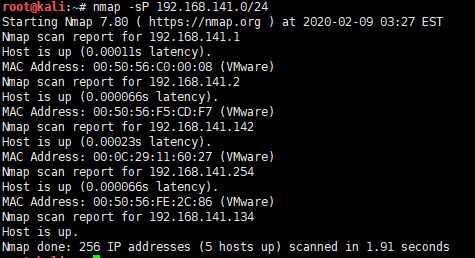 root@kali:~# nmap -sP 192.168.141.0/24
Starting Nmap 7.80 ( https://nmap.org ) at 2020-02-09 03:27 EST
Nmap scan report for 192.168.141.1
Host is up (0.00011s latency).
MAC Address: 00:50:56:C0:00:08 (VMware)
Nmap scan report for 192.168.141.2
Host is up (0.000066s latency).
MAC Address: 00:50:56:F5:CD:F7 (VMware)
Nmap scan report for 192.168.141.142
Host is up (0.00023s latency).
MAC Address: 00:0C:29:11:60:27 (VMware)
Nmap scan report for 192.168.141.254
Host is up (0.000066s latency).
MAC Address: 00:50:56:FE:2C:86 (VMware)
Nmap scan report for 192.168.141.134
Host is up.
Nmap done: 256 IP addresses (5 hosts up) scanned in 1.91 seconds